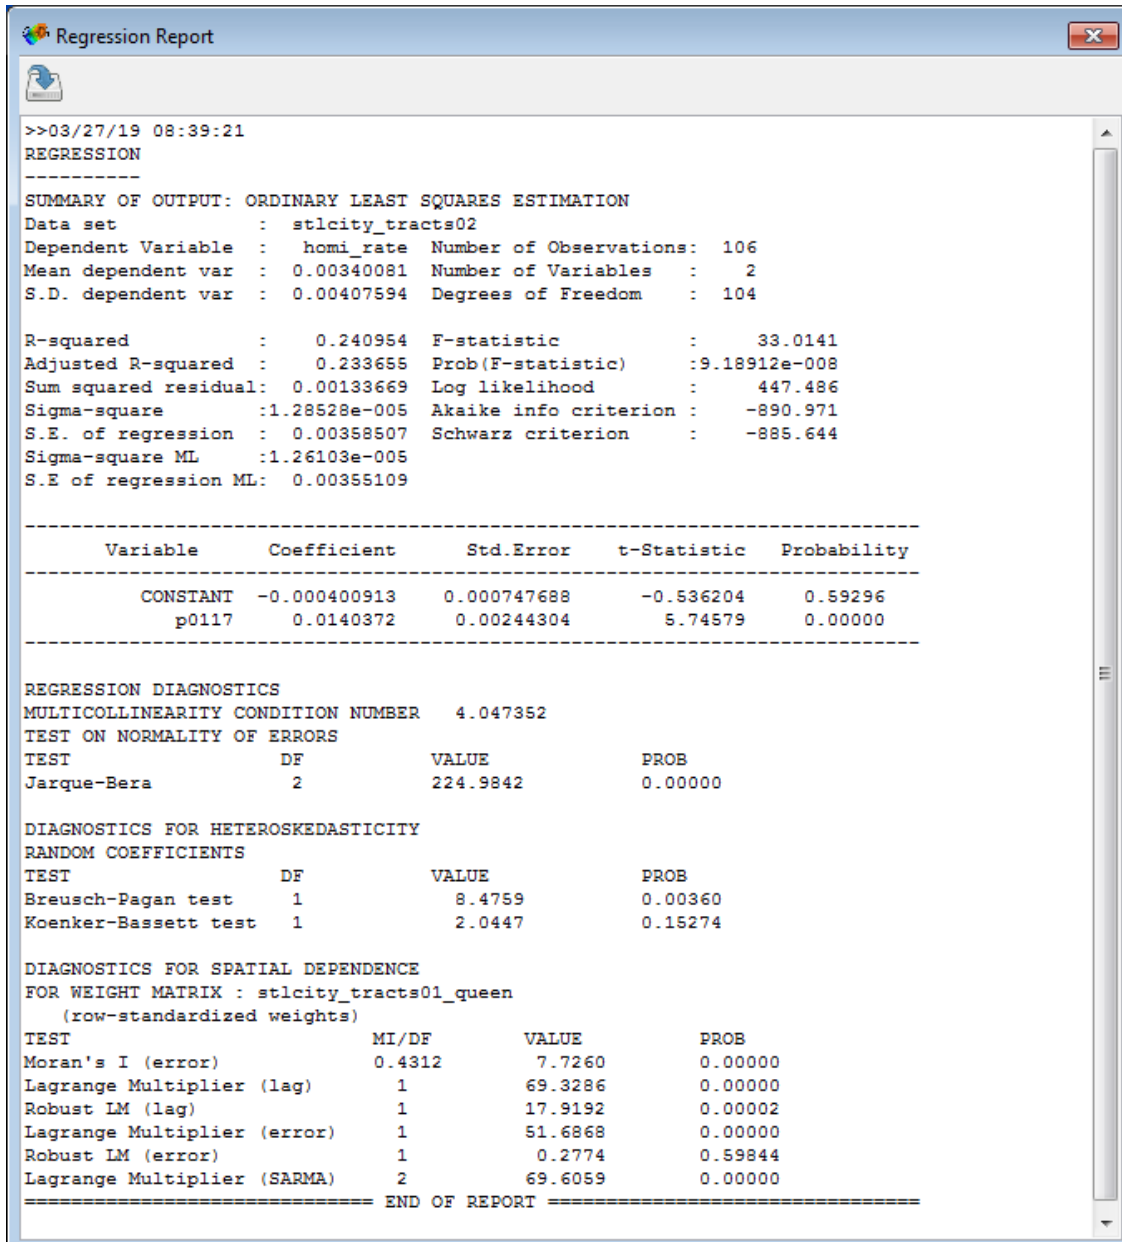 Regression Report
>>03/27/19 08:39:21
REGRESSION
----------
SUMMARY OF OUTPUT: ORDINARY LEAST SQUARES ESTIMATION
Data set            :  stlcity_tracts02
Dependent Variable  :   homi_rate  Number of Observations:  106
Mean dependent var  :  0.00340081  Number of Variables   :    2
S.D. dependent var  :  0.00407594  Degrees of Freedom    :  104
R-squared           :    0.240954  F-statistic           :     33.0141
Adjusted R-squared  :    0.233655  Prob(F-statistic)     :9.18912e-008
Sum squared residual:  0.00133669  Log likelihood        :     447.486
Sigma-square        :1.28528e-005  Akaike info criterion :    -890.971
S.E. of regression  :  0.00358507  Schwarz criterion     :    -885.644
Sigma-square ML     :1.26103e-005
S.E of regression ML:  0.00355109
-----------------------------------------------------------------------------
Variable      Coefficient      Std.Error    t-Statistic   Probability
-----------------------------------------------------------------------------
CONSTANT  -0.000400913    0.000747688     -0.536204     0.59296
p0117     0.0140372     0.00244304       5.74579     0.00000
-----------------------------------------------------------------------------
REGRESSION DIAGNOSTICS
MULTICOLLINEARITY CONDITION NUMBER   4.047352
TEST ON NORMALITY OF ERRORS
TEST                  DF           VALUE             PROB
Jarque-Bera            2           224.9842          0.00000
DIAGNOSTICS FOR HETEROSKEDASTICITY
RANDOM COEFFICIENTS
TEST                  DF           VALUE             PROB
Breusch-Pagan test     1             8.4759          0.00360
Koenker-Bassett test   1             2.0447          0.15274
DIAGNOSTICS FOR SPATIAL DEPENDENCE
FOR WEIGHT MATRIX : stlcity_tracts01_queen
(row-standardized weights)
TEST                          MI/DF        VALUE          PROB
Moran's I (error)             0.4312        7.7260        0.00000
Lagrange Multiplier (lag)       1          69.3286        0.00000
Robust LM (lag)                 1          17.9192        0.00002
Lagrange Multiplier (error)     1          51.6868        0.00000
Robust LM (error)               1           0.2774        0.59844
Lagrange Multiplier (SARMA)     2          69.6059        0.00000
============================== END OF REPORT ================================